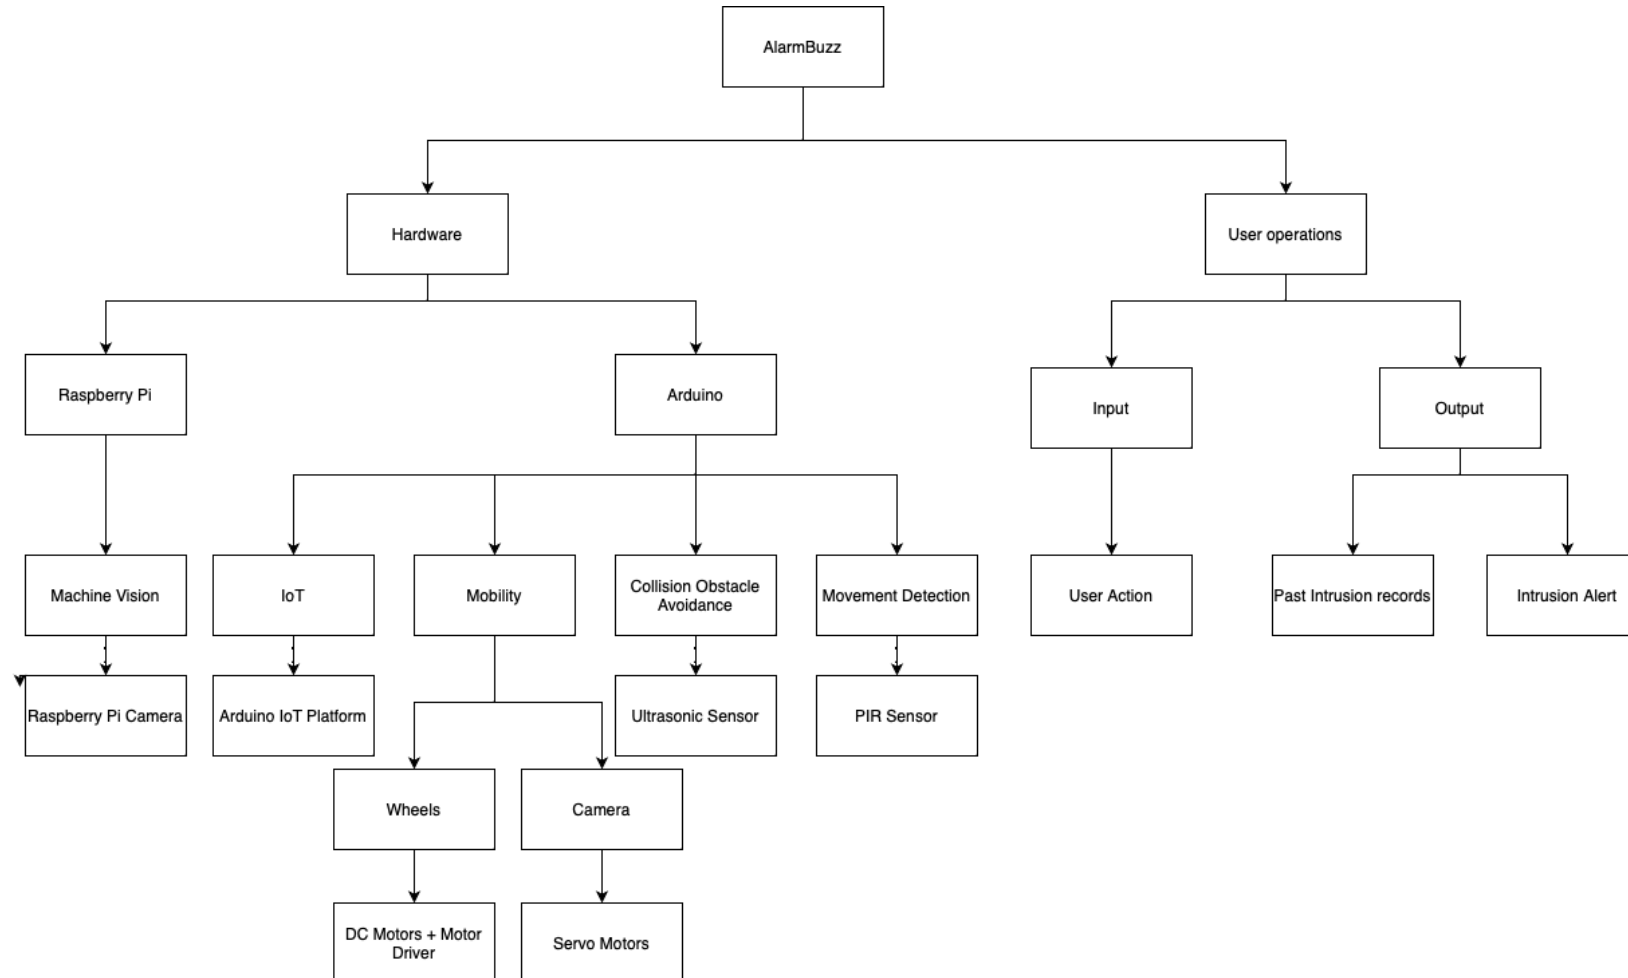 AlarmBuzz
Hardware
User operations
Raspberry Pi
Arduino
Input
Output
Machine Vision
IoT
Mobility
Collision Obstacle
Avoidance
Movement Detection
User Action
Past Intrusion records
Intrusion Alert
Raspberry Pi Camera
Arduino IoT Platform
Ultrasonic Sensor
PIR Sensor
Wheels
Camera
DC Motors + Motor
Driver
Servo Motors